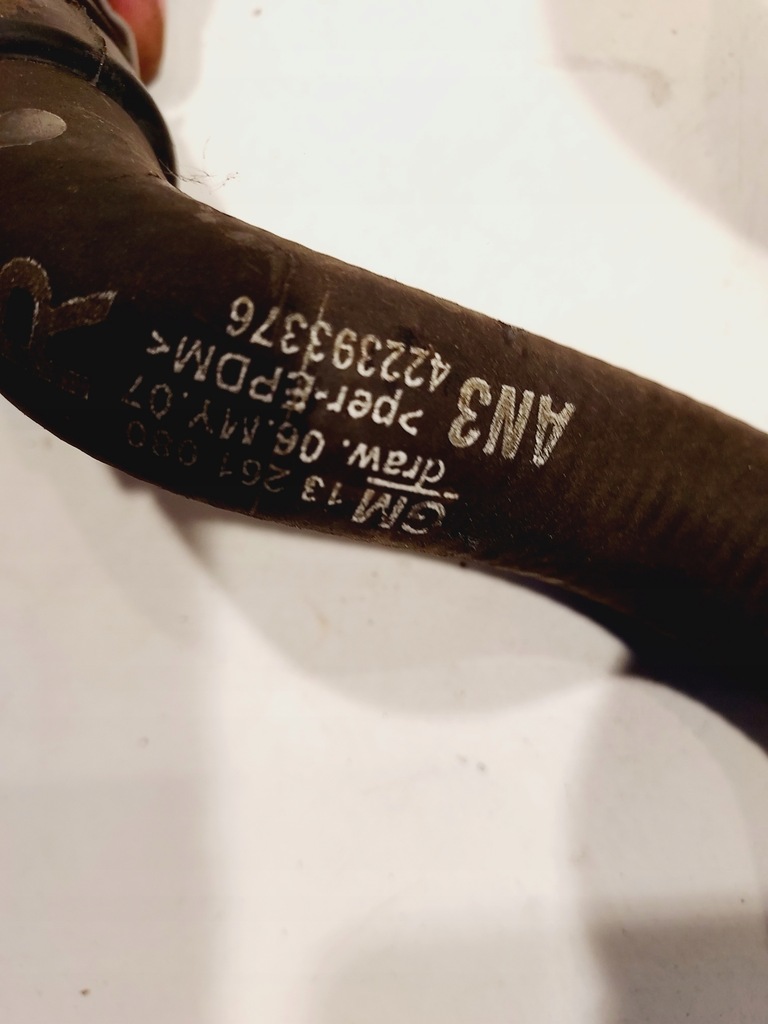 GM 13 261 080
draw. 06.MY.07
>per-EPDM<
AN3 422393376
R